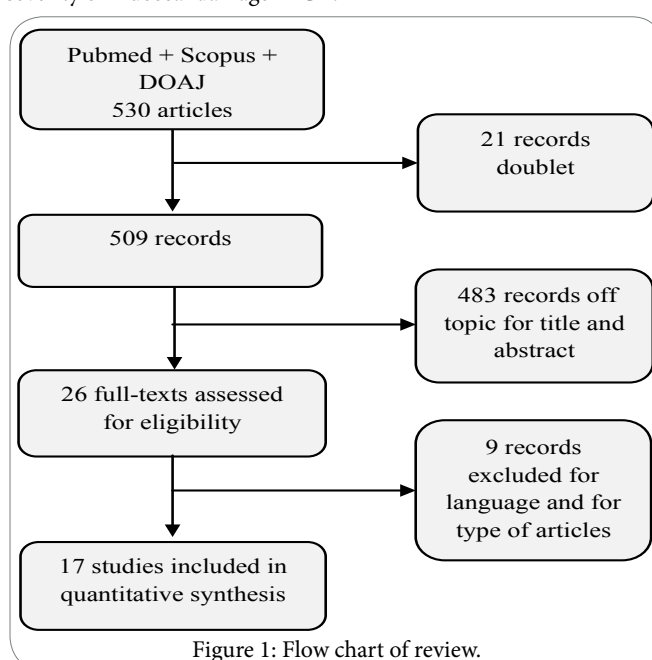 Pubmed + Scopus +
DOAJ
530 articles
21 records
doublet
509 records
483 records off
topic for title and
abstract
26 full-texts assessed
for eligibility
9 records
excluded for
language and for
type of articles
17 studies included in
quantitative synthesis
Figure 1: Flow chart of review.